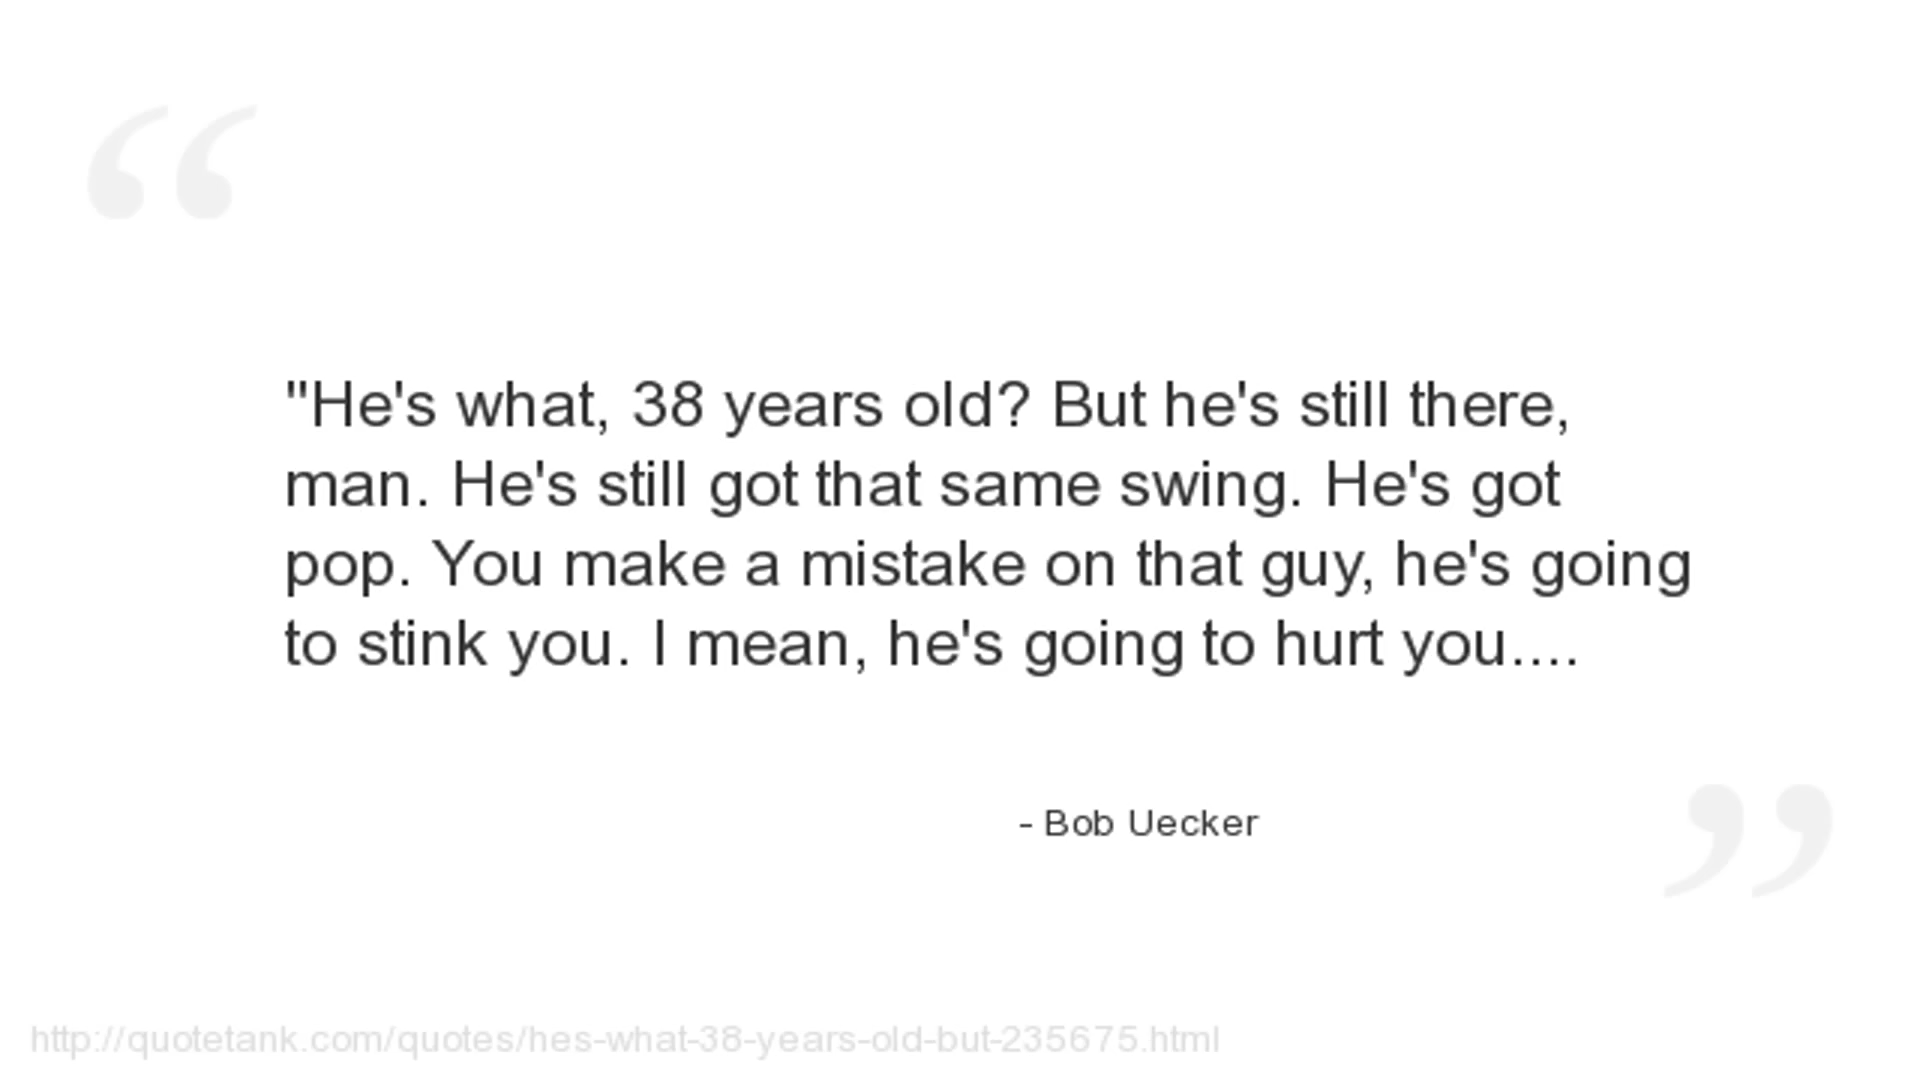 “
"He's what, 38 years old? But he's still there,
man. He's still got that same swing. He's got
pop. You make a mistake on that guy, he's going
to stink you. I mean, he's going to hurt you....
- Bob Uecker
”
http://quotetank.com/quotes/hes-what-38-years-old-but-235675.html